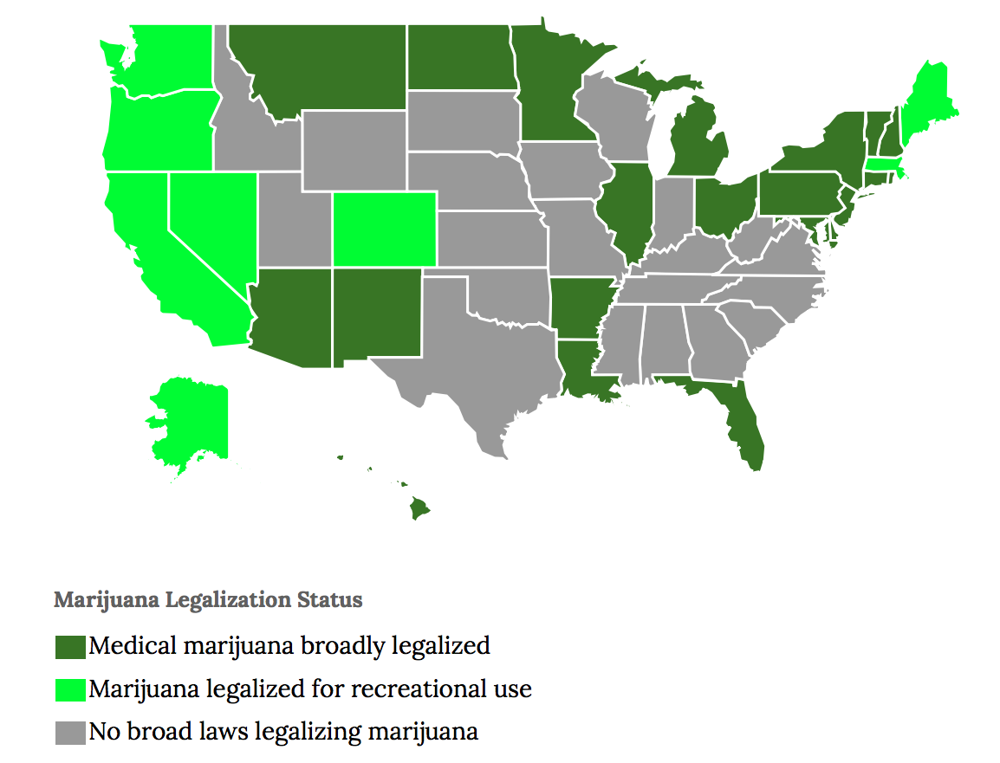 Marijuana Legalization Status
Medical marijuana broadly legalized
Marijuana legalized for recreational use
No broad laws legalizing marijuana